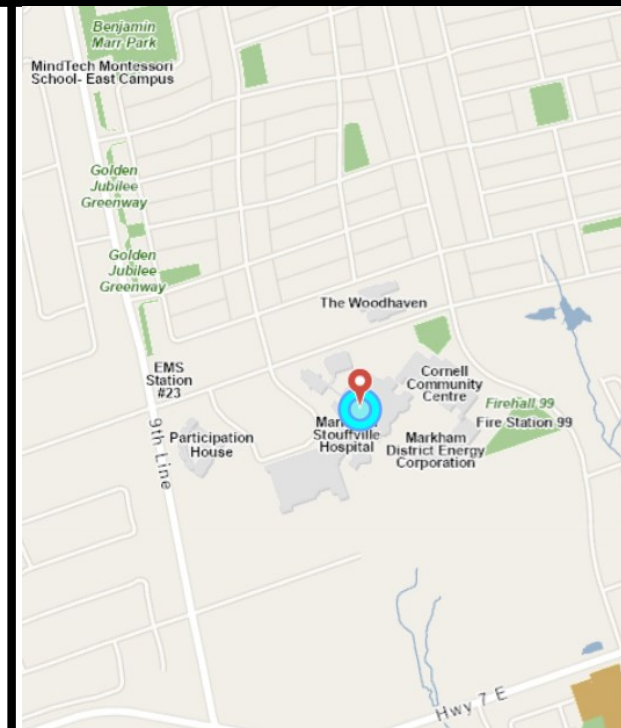 Benjamin
Marr Park
MindTech Montessori
School- East Campus
Golden
Jubilee
Greenway
Golden
Jubilee
Greenway
The Woodhaven
EMS
Station
#23
Cornell
Community
Centre
Firehall 99
Fire Station 99
Stouffville
Hospital
Participation
House
Markham
District Energy
Corporation
9th Line
Hwy 7 E